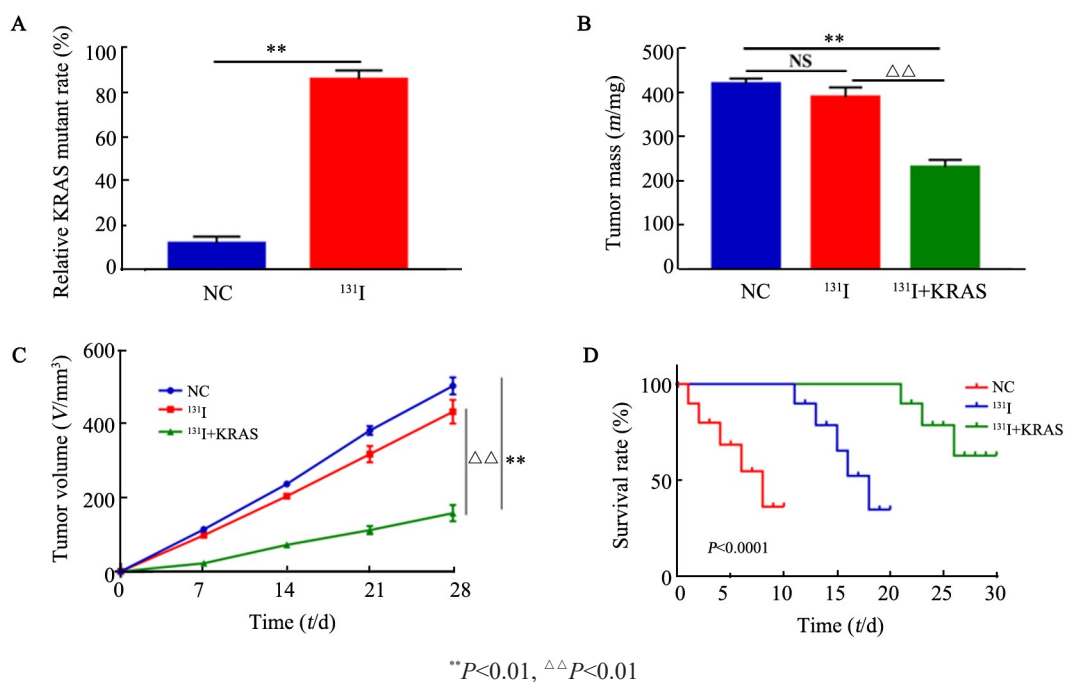 A
Relative KRAS mutant rate (%)
100
80
60
40
20
0
**
NC
¹³¹I
B
Tumor mass (m/mg)
500
400
300
200
100
0
**
NS
△△
NC
¹³¹I
¹³¹I+KRAS
C
Tumor volume (V/mm³)
600
400
200
0
NC
¹³¹I
¹³¹I+KRAS
△△
**
0 7 14 21 28
Time (t/d)
D
Survival rate (%)
100
50
0
NC
¹³¹I
¹³¹I+KRAS
P<0.0001
0 5 10 15 20 25 30
Time (t/d)
**P<0.01, △△P<0.01